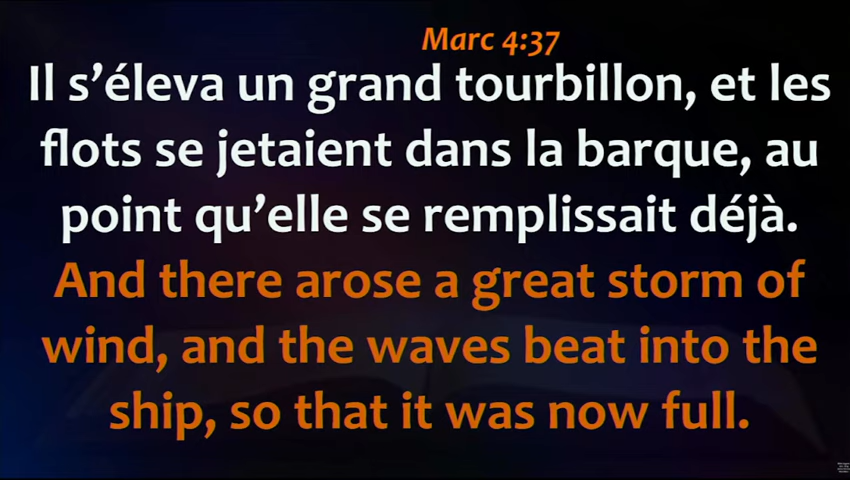 Marc 4:37
Il s’éleva un grand tourbillon, et les
flots se jetaient dans la barque, au
point qu’elle se remplissait déjà.
And there arose a great storm of
wind, and the waves beat into the
ship, so that it was now full.